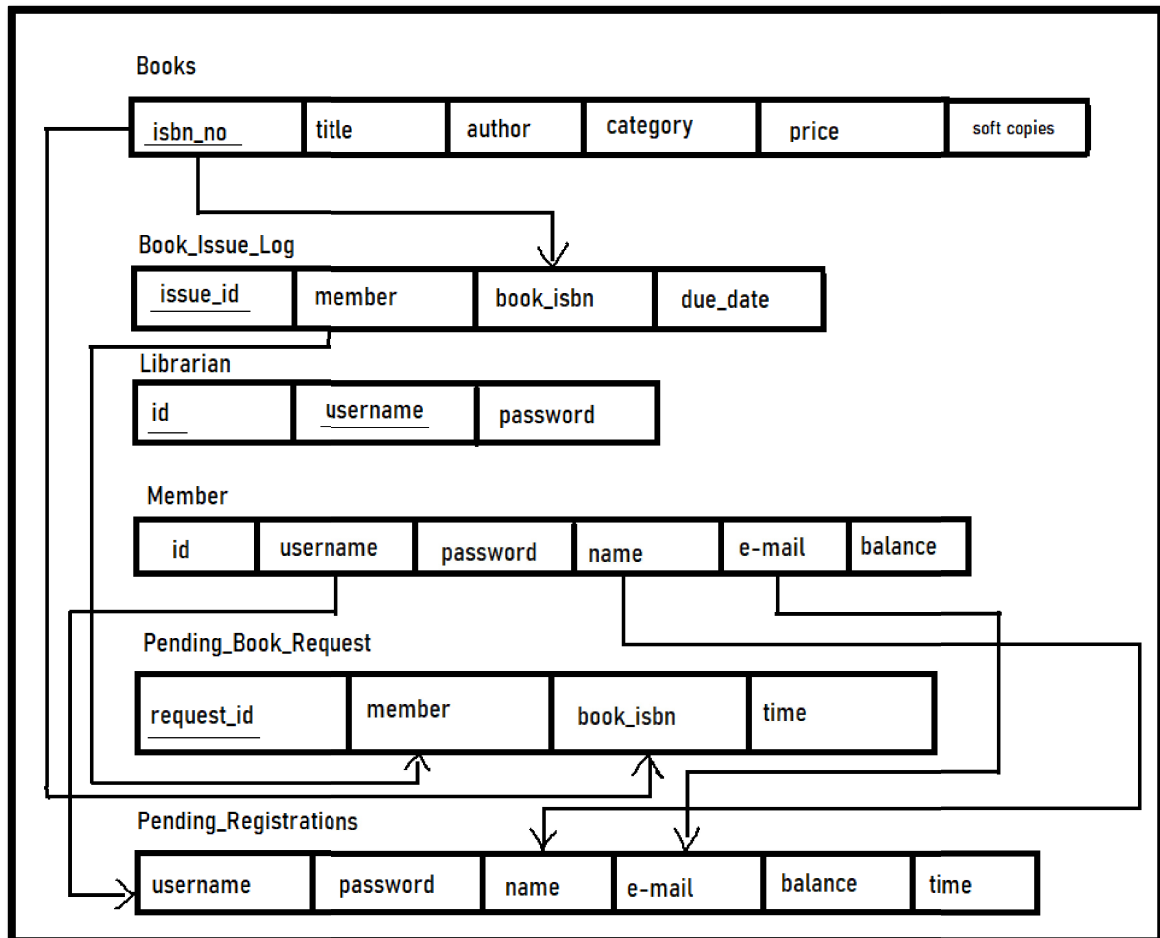 Books
isbn_no title author category price soft copies
Book_Issue_Log
issue_id member book_isbn due_date
Librarian
id username password
Member
id username password name e-mail balance
Pending_Book_Request
request_id member book_isbn time
Pending_Registrations
username password name e-mail balance time